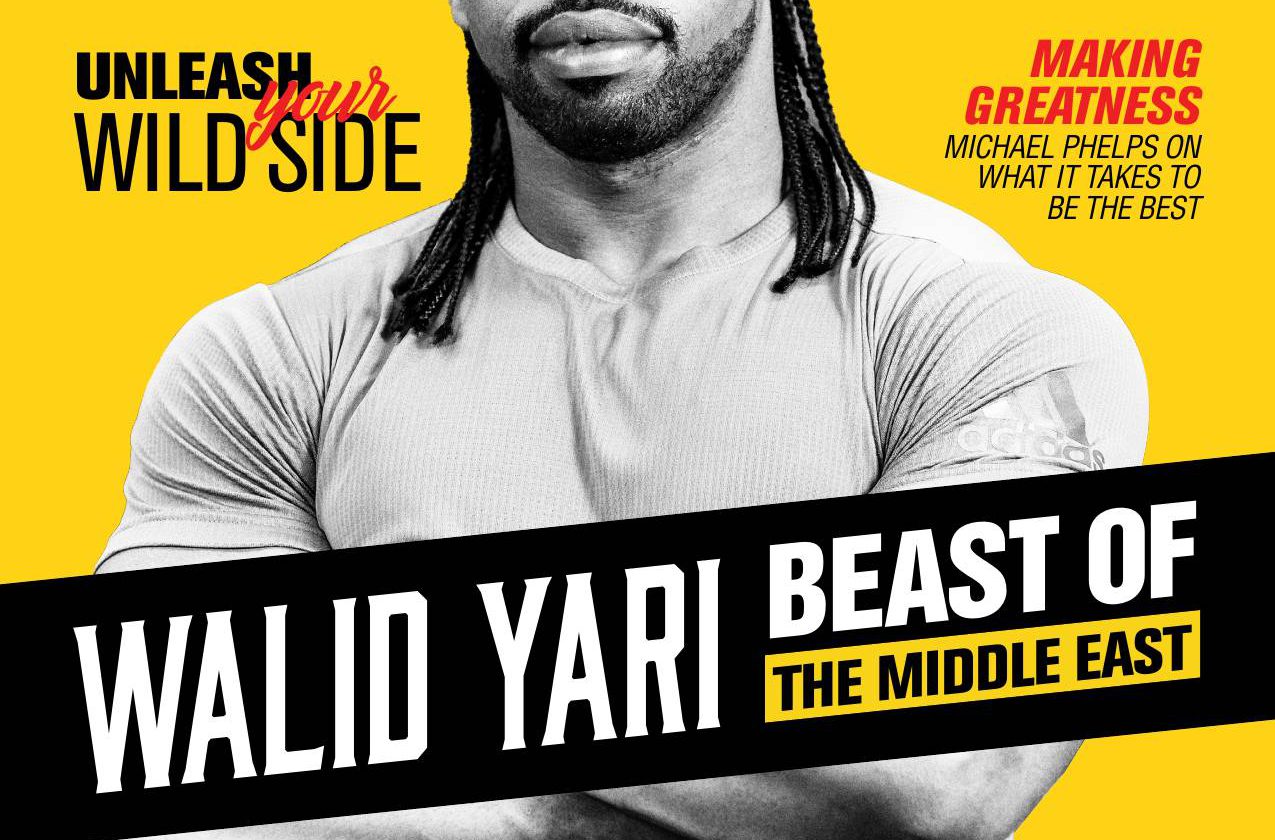 UNLEASH
your
WILD SIDE
MAKING
GREATNESS
MICHAEL PHELPS ON
WHAT IT TAKES TO
BE THE BEST
adidas
WALID YARI
BEAST OF
THE MIDDLE EAST